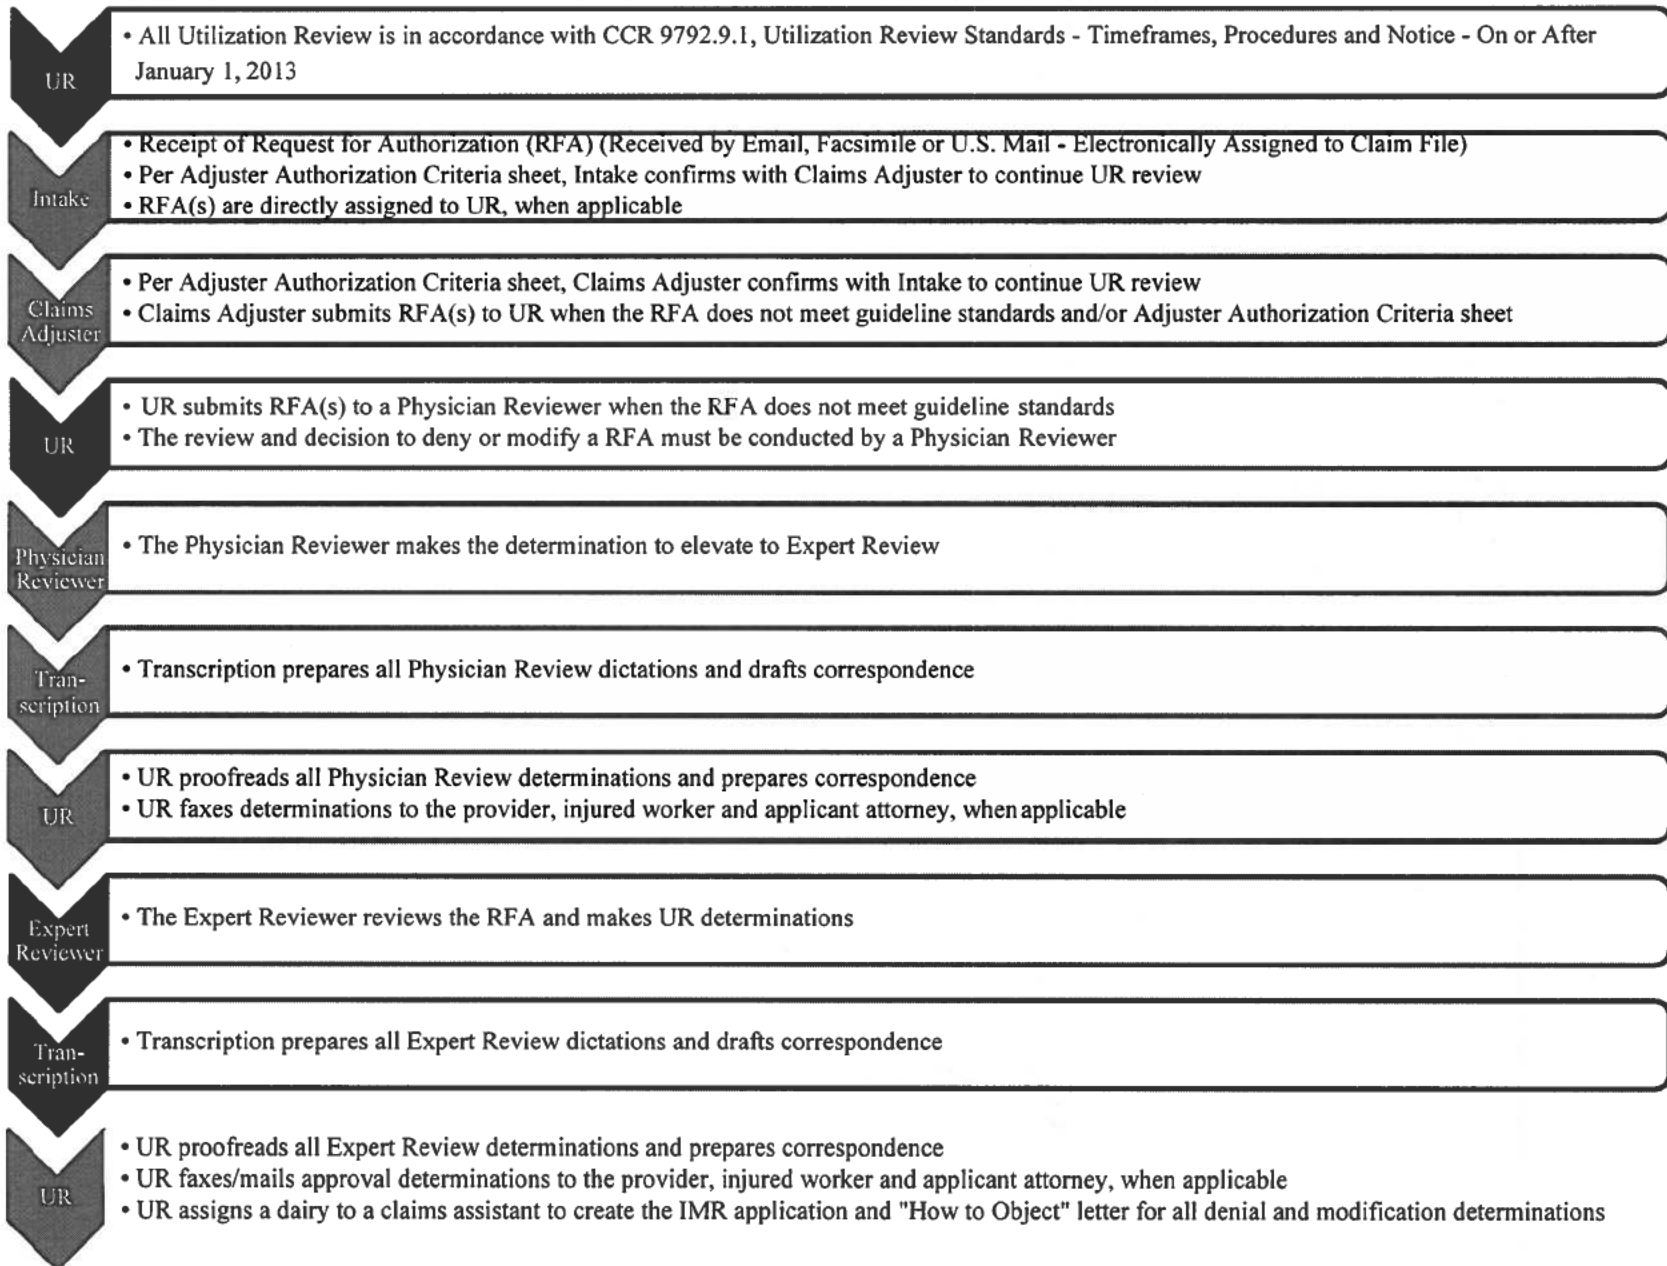 • All Utilization Review is in accordance with CCR 9792.9.1, Utilization Review Standards - Timeframes, Procedures and Notice - On or After
January 1, 2013
UR
• Receipt of Request for Authorization (RFA) (Received by Email, Facsimile or U.S. Mail - Electronically Assigned to Claim File)
• Per Adjuster Authorization Criteria sheet, Intake confirms with Claims Adjuster to continue UR review
• RFA(s) are directly assigned to UR, when applicable
Intake
• Per Adjuster Authorization Criteria sheet, Claims Adjuster confirms with Intake to continue UR review
• Claims Adjuster submits RFA(s) to UR when the RFA does not meet guideline standards and/or Adjuster Authorization Criteria sheet
Claims
Adjuster
• UR submits RFA(s) to a Physician Reviewer when the RFA does not meet guideline standards
• The review and decision to deny or modify a RFA must be conducted by a Physician Reviewer
UR
• The Physician Reviewer makes the determination to elevate to Expert Review
Physician
Reviewer
• Transcription prepares all Physician Review dictations and drafts correspondence
Tran-
scription
• UR proofreads all Physician Review determinations and prepares correspondence
• UR faxes determinations to the provider, injured worker and applicant attorney, when applicable
UR
• The Expert Reviewer reviews the RFA and makes UR determinations
Expert
Reviewer
• Transcription prepares all Expert Review dictations and drafts correspondence
Tran-
scription
• UR proofreads all Expert Review determinations and prepares correspondence
• UR faxes/mails approval determinations to the provider, injured worker and applicant attorney, when applicable
• UR assigns a dairy to a claims assistant to create the IMR application and "How to Object" letter for all denial and modification determinations
UR